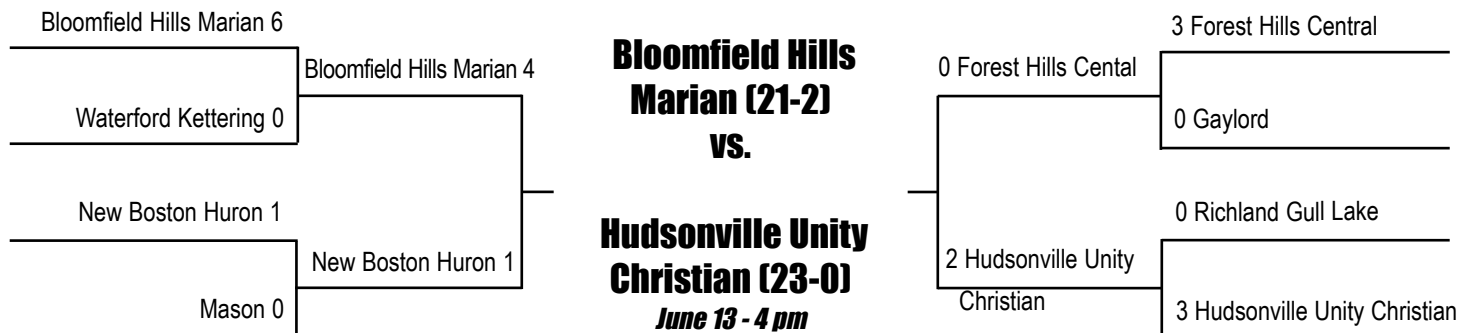 Bloomfield Hills Marian 6
Waterford Kettering 0
New Boston Huron 1
Mason 0
Bloomfield Hills Marian 4
New Boston Huron 1
Bloomfield Hills
Marian (21-2)
vs.
Hudsonville Unity
Christian (23-0)
June 13 - 4 pm
0 Forest Hills Cental
2 Hudsonville Unity
Christian
3 Forest Hills Central
0 Gaylord
0 Richland Gull Lake
3 Hudsonville Unity Christian